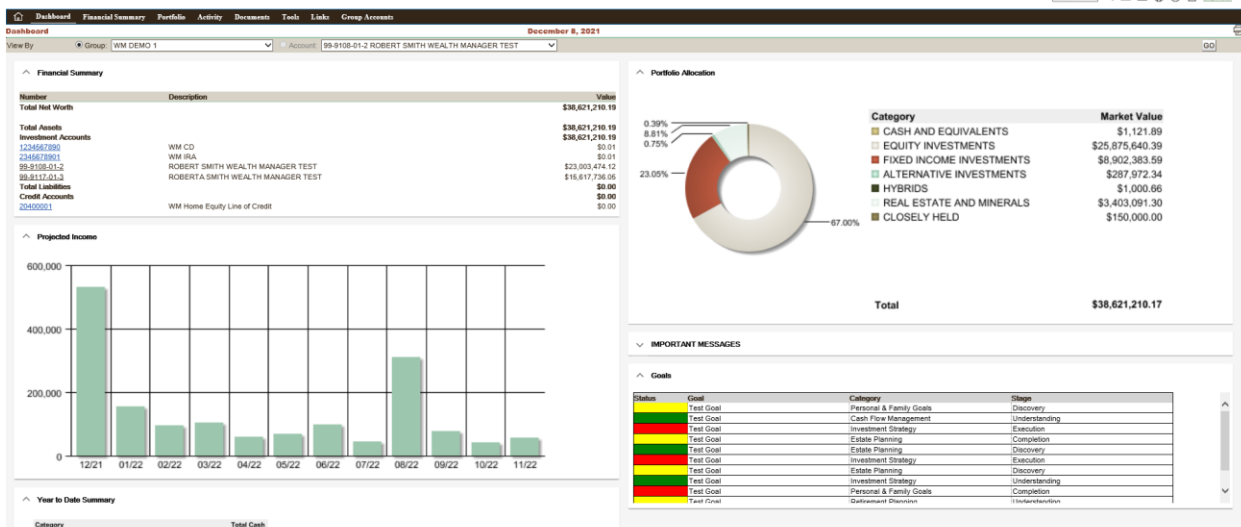 Dashboard Financial Summary Portfolio Activity Documents Tools Links Group Accounts
Dashboard December 8, 2021
View By Group: WM DEMO 1 Account: 99-9108-01-2 ROBERT SMITH WEALTH MANAGER TEST GO
Financial Summary
Number Description Value
Total Net Worth $38,621,210.19
Total Assets $38,621,210.19
Investment Accounts $38,621,210.19
1234567890 WM CD $0.01
2345678901 WM IRA $0.01
99-9108-01-2 ROBERT SMITH WEALTH MANAGER TEST $23,003,474.12
99-9117-01-3 ROBERTA SMITH WEALTH MANAGER TEST $15,617,736.05
Total Liabilities $0.00
Credit Accounts $0.00
20400001 WM Home Equity Line of Credit $0.00
Projected Income
600,000
400,000
200,000
0
12/21 01/22 02/22 03/22 04/22 05/22 06/22 07/22 08/22 09/22 10/22 11/22
Year to Date Summary
Category Total Cash
Portfolio Allocation
0.39%
8.81%
0.75%
23.05%
67.00%
Category Market Value
CASH AND EQUIVALENTS $1,121.89
EQUITY INVESTMENTS $25,875,640.39
FIXED INCOME INVESTMENTS $8,902,383.59
ALTERNATIVE INVESTMENTS $287,972.34
HYBRIDS $1,000.66
REAL ESTATE AND MINERALS $3,403,091.30
CLOSELY HELD $150,000.00
Total $38,621,210.17
IMPORTANT MESSAGES
Goals
Status Goal Category Stage
Test Goal Personal & Family Goals Discovery
Test Goal Cash Flow Management Understanding
Test Goal Investment Strategy Execution
Test Goal Estate Planning Completion
Test Goal Estate Planning Discovery
Test Goal Investment Strategy Execution
Test Goal Estate Planning Discovery
Test Goal Investment Strategy Understanding
Test Goal Personal & Family Goals Completion
Test Goal Retirement Planning Understanding